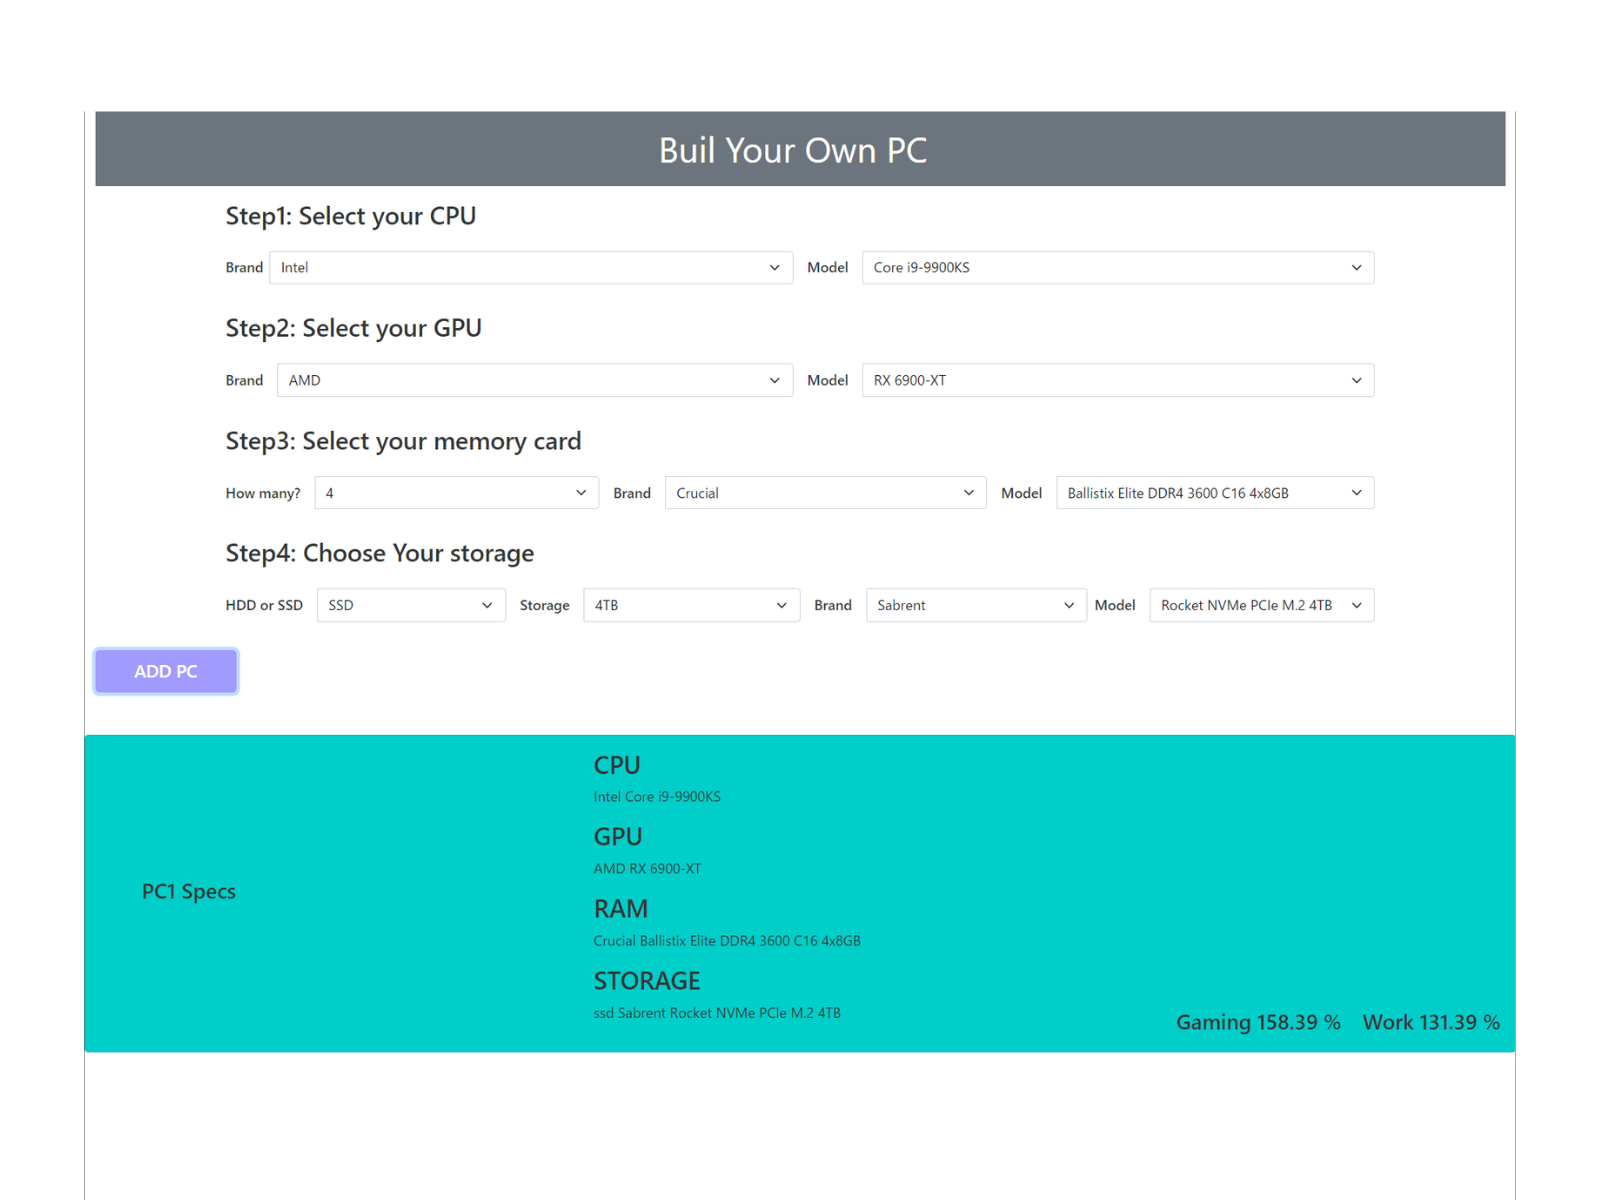 Buil Your Own PC
Step1: Select your CPU
Brand Intel Model Core i9-9900KS
Step2: Select your GPU
Brand AMD Model RX 6900-XT
Step3: Select your memory card
How many? 4 Brand Crucial Model Ballistix Elite DDR4 3600 C16 4x8GB
Step4: Choose Your storage
HDD or SSD SSD Storage 4TB Brand Sabrent Model Rocket NVMe PCIe M.2 4TB
ADD PC
PC1 Specs
CPU
Intel Core i9-9900KS
GPU
AMD RX 6900-XT
RAM
Crucial Ballistix Elite DDR4 3600 C16 4x8GB
STORAGE
ssd Sabrent Rocket NVMe PCIe M.2 4TB
Gaming 158.39 % Work 131.39 %